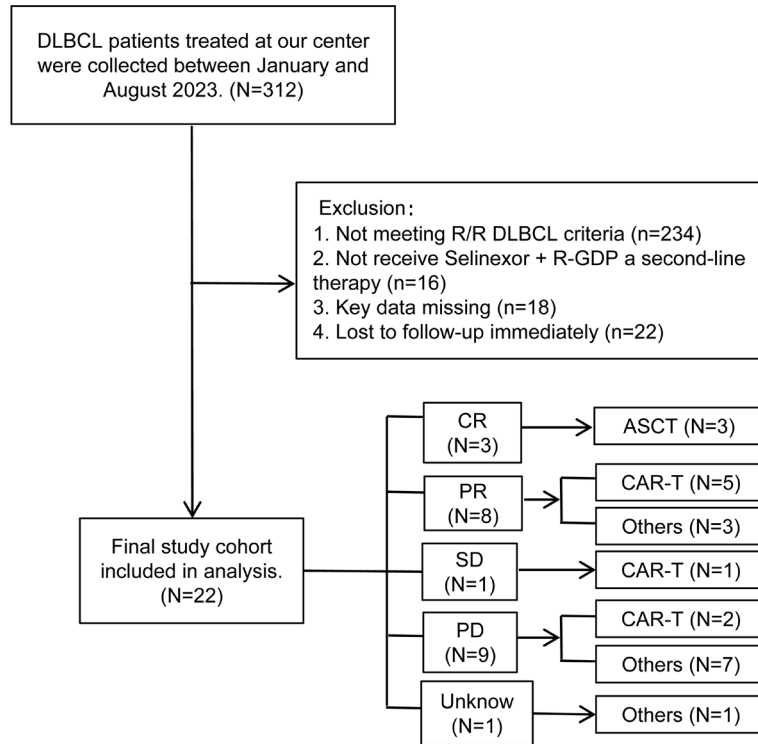 DLBCL patients treated at our center
were collected between January and
August 2023. (N=312)
Exclusion:
1. Not meeting R/R DLBCL criteria (n=234)
2. Not receive Selinexor + R-GDP a second-line
therapy (n=16)
3. Key data missing (n=18)
4. Lost to follow-up immediately (n=22)
Final study cohort
included in analysis.
(N=22)
CR
(N=3)
ASCT (N=3)
PR
(N=8)
CAR-T (N=5)
Others (N=3)
SD
(N=1)
CAR-T (N=1)
PD
(N=9)
CAR-T (N=2)
Others (N=7)
Unknow
(N=1)
Others (N=1)